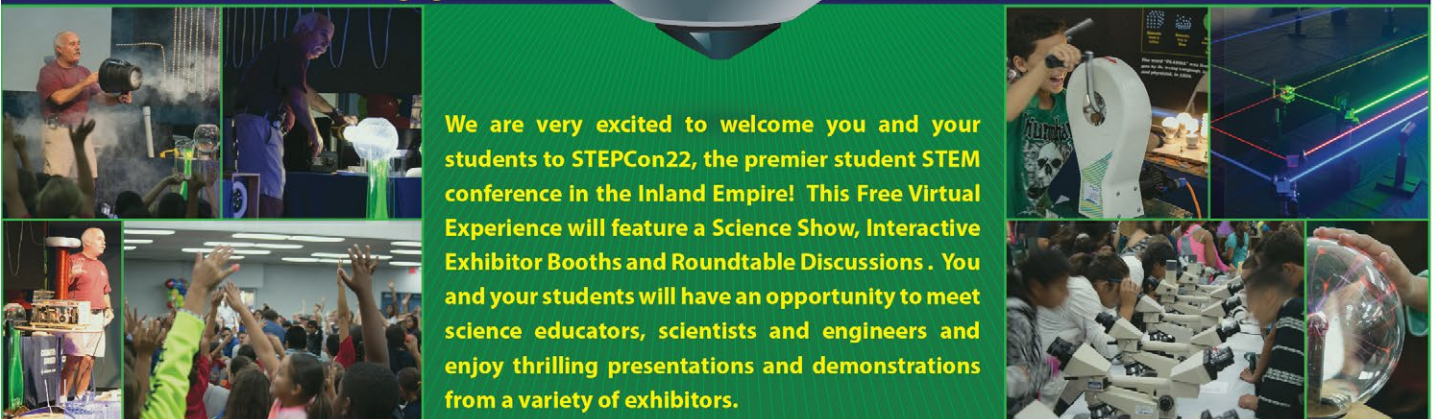 We are very excited to welcome you and your
students to STEPCon22, the premier student STEM
conference in the Inland Empire! This Free Virtual
Experience will feature a Science Show, Interactive
Exhibitor Booths and Roundtable Discussions . You
and your students will have an opportunity to meet
science educators, scientists and engineers and
enjoy thrilling presentations and demonstrations
from a variety of exhibitors.